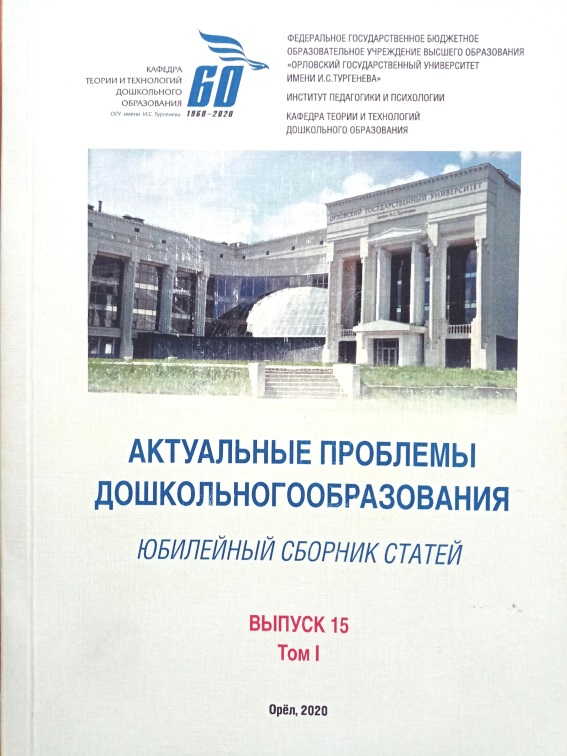 КАФЕДРА
ТЕОРИИ И ТЕХНОЛОГИЙ
ДОШКОЛЬНОГО
ОБРАЗОВАНИЯ
ОГУ имени И.С.Тургенева
60
1960-2020
ФЕДЕРАЛЬНОЕ ГОСУДАРСТВЕННОЕ БЮДЖЕТНОЕ
ОБРАЗОВАТЕЛЬНОЕ УЧРЕЖДЕНИЕ ВЫСШЕГО ОБРАЗОВАНИЯ
«ОРЛОВСКИЙ ГОСУДАРСТВЕННЫЙ УНИВЕРСИТЕТ
ИМЕНИ И.С.ТУРГЕНЕВА»
ИНСТИТУТ ПЕДАГОГИКИ И ПСИХОЛОГИИ
КАФЕДРА ТЕОРИИ И ТЕХНОЛОГИЙ
ДОШКОЛЬНОГО ОБРАЗОВАНИЯ
ОРЛОВСКИЙ ГОСУДАРСТВЕННЫЙ УНИВЕРСИТЕТ
имени И.С.Тургенева
АКТУАЛЬНЫЕ ПРОБЛЕМЫ
ДОШКОЛЬНОГООБРАЗОВАНИЯ
ЮБИЛЕЙНЫЙ СБОРНИК СТАТЕЙ
ВЫПУСК 15
Том I
Орёл, 2020